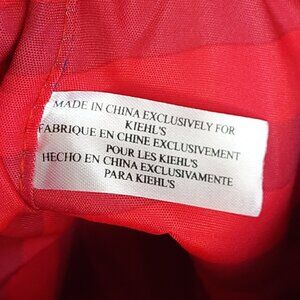 MADE IN CHINA EXCLUSIVELY FOR
KIEHL'S
FABRIQUE EN CHINE EXCLUSIVEMENT
POUR LES KIEHL'S
HECHO EN CHINA EXCLUSIVAMENTE
PARA KIEHL'S